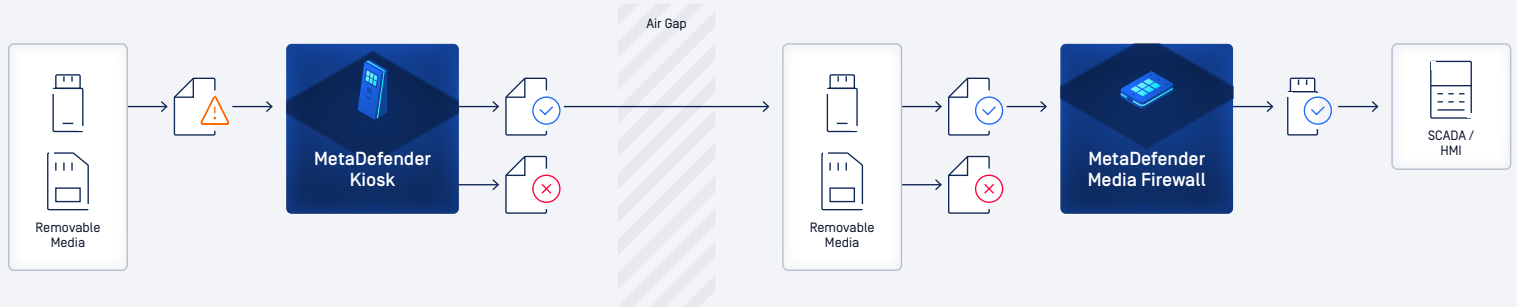 Air Gap
Removable
Media
MetaDefender
Kiosk
Removable
Media
MetaDefender
Media Firewall
SCADA /
HMI